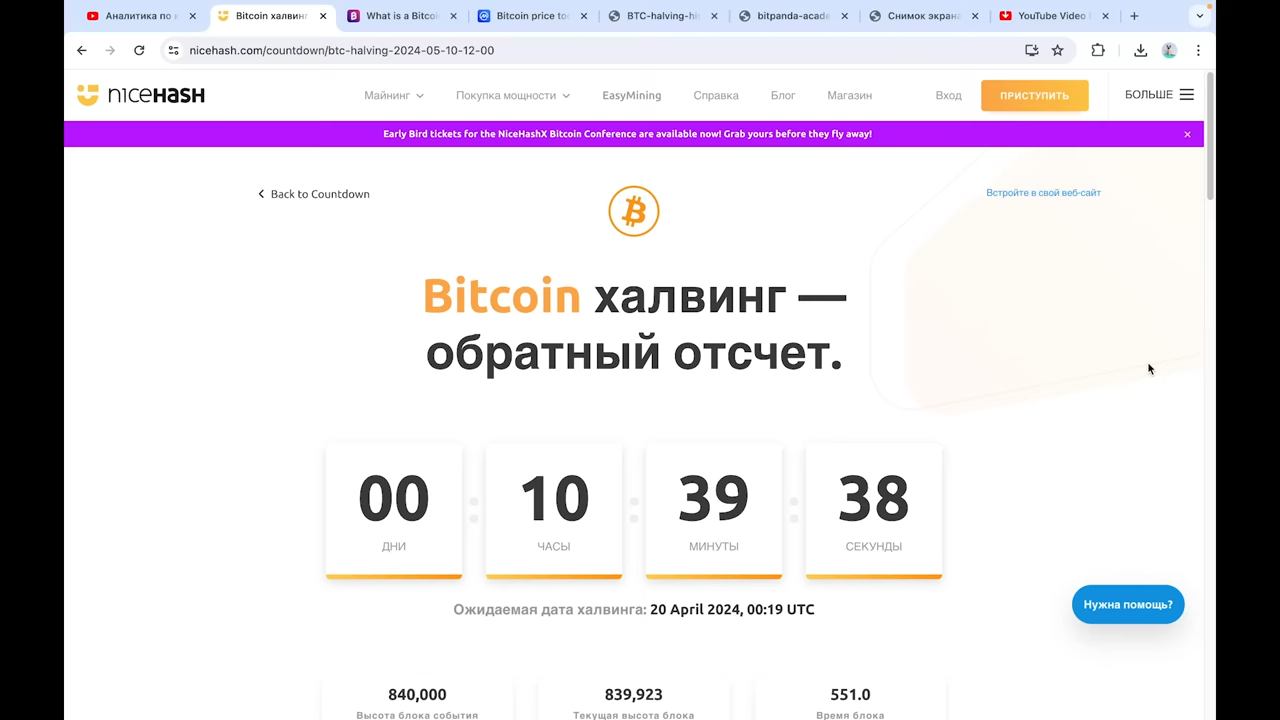 Аналитика по к
Bitcoin халвинг
What is a Bitco
Bitcoin price to
BTC-halving-hi
bitpanda-acad
Снимок экрана
YouTube Video
nicehash.com/countdown/btc-halving-2024-05-10-12-00
nicehash
Майнинг
Покупка мощности
EasyMining
Справка
Блог
Магазин
Вход
ПРИСТУПИТЬ
БОЛЬШЕ
Early Bird tickets for the NiceHashX Bitcoin Conference are available now! Grab yours before they fly away!
Back to Countdown
Встройте в свой веб-сайт
Bitcoin халвинг —
обратный отсчет.
00 : 10 : 39 : 38
ДНИ ЧАСЫ МИНУТЫ СЕКУНДЫ
Ожидаемая дата халвинга: 20 April 2024, 00:19 UTC
Нужна помощь?
840,000 839,923 551.0
Высота блока события Текущая высота блока Время блока